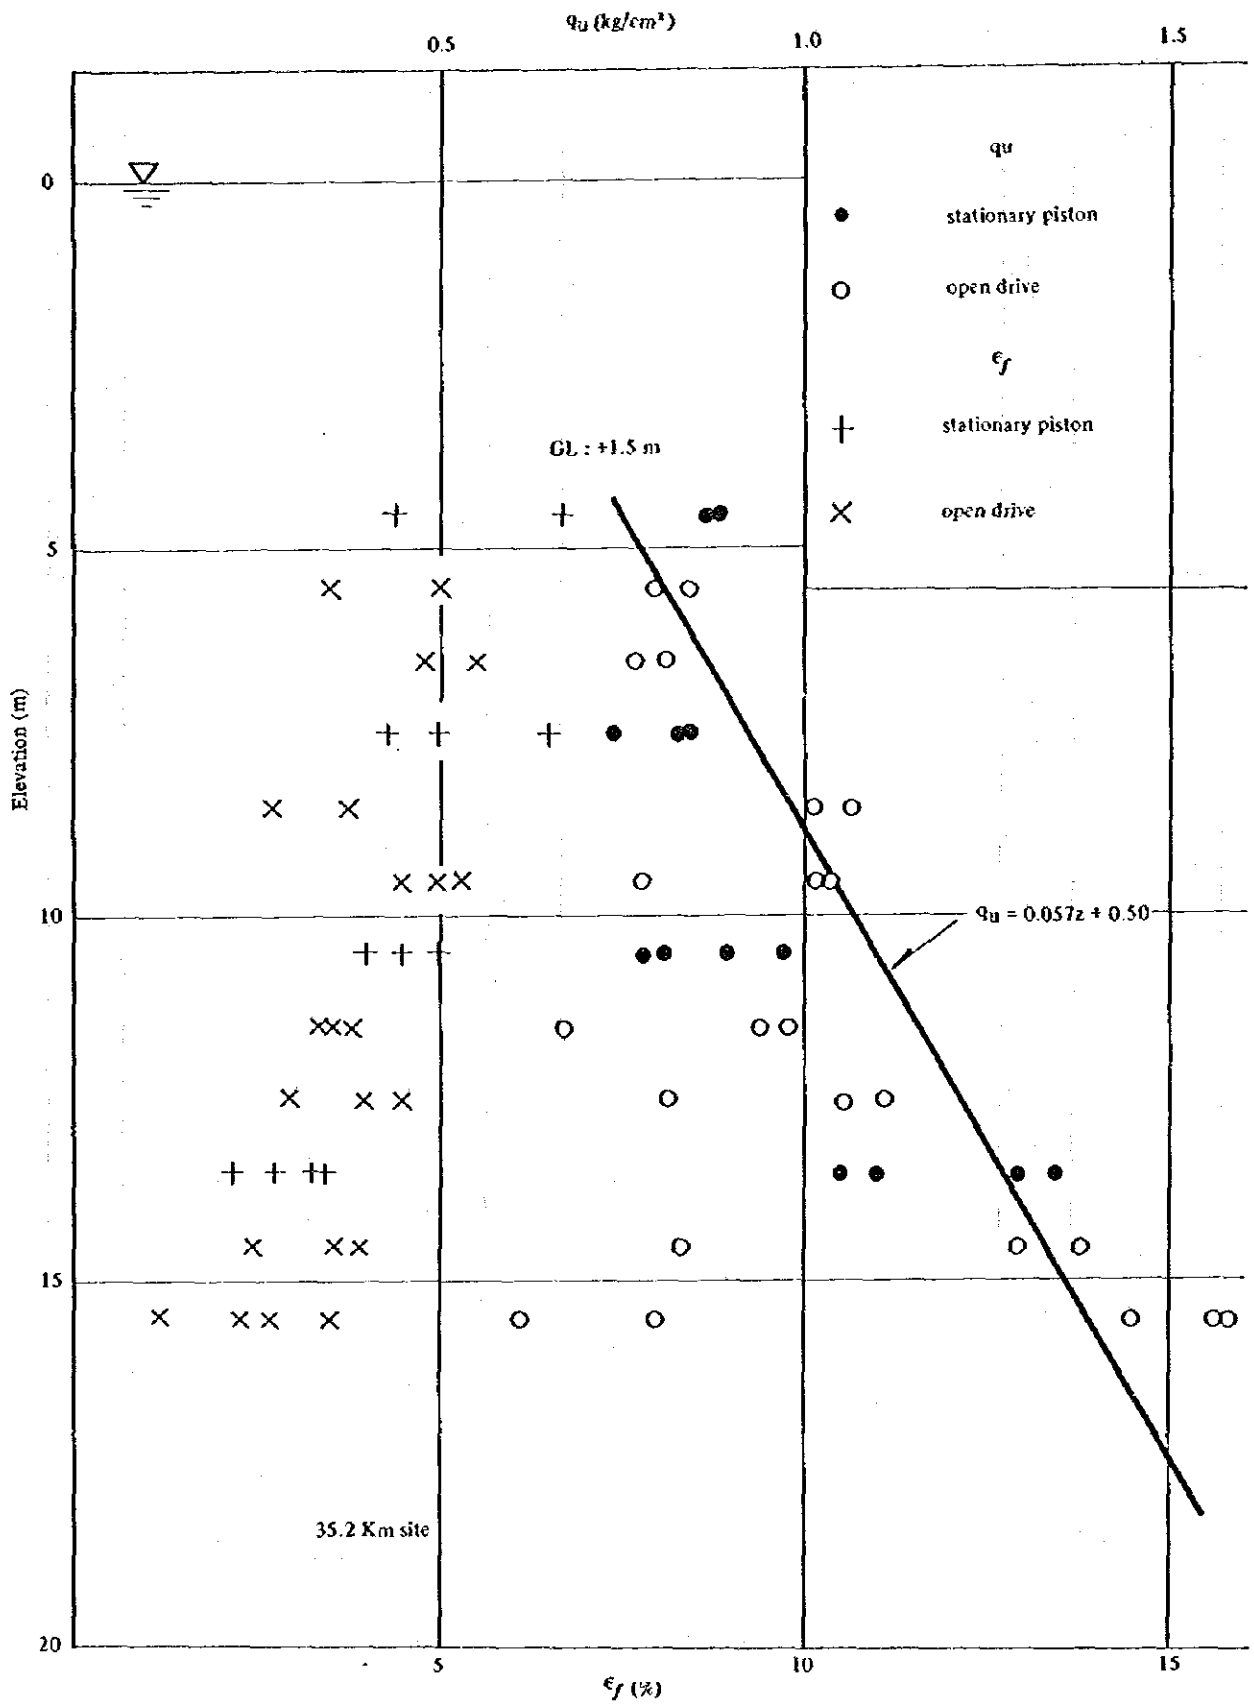 qu (kg/cm²)
0.5 1.0 1.5
qu
0
stationary piston
open drive
εf
stationary piston
GL : +1.5 m
open drive
5
Elevation (m)
10
qu = 0.057z + 0.50
15
35.2 Km site
20
5 10 15
εf (%)